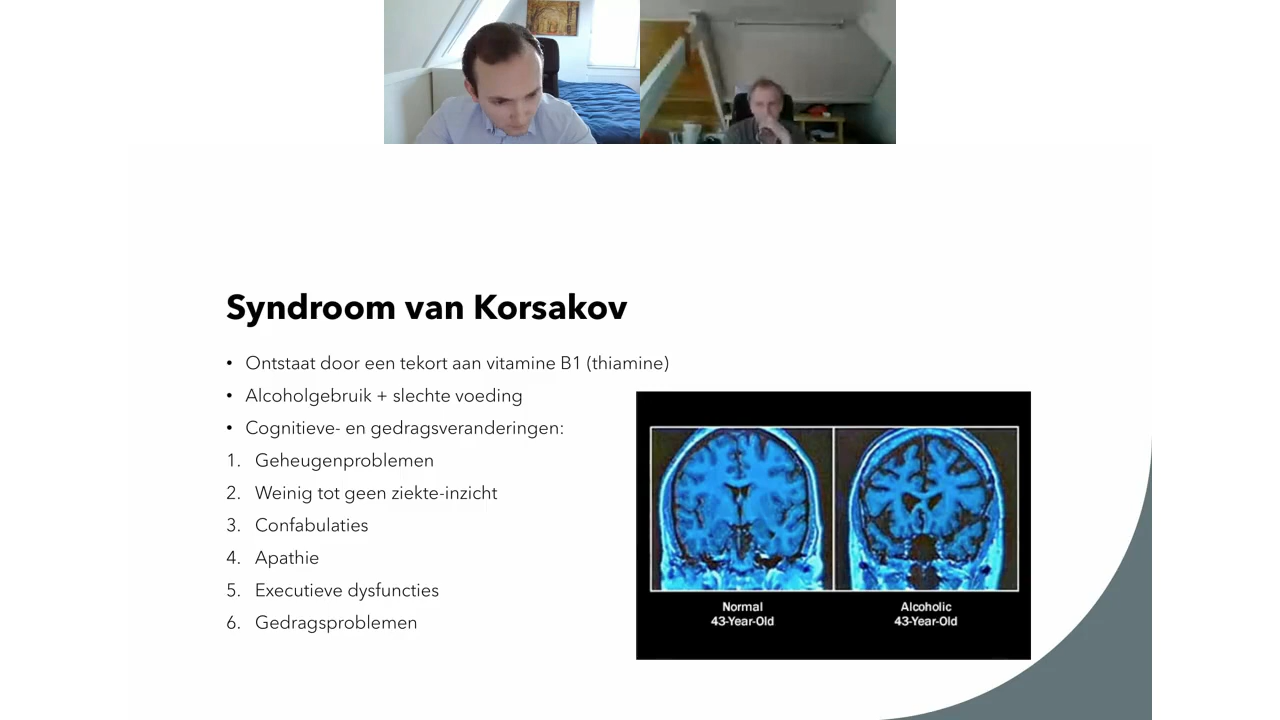 Syndroom van Korsakov
• Ontstaat door een tekort aan vitamine B1 (thiamine)
• Alcoholgebruik + slechte voeding
• Cognitieve- en gedragsveranderingen:
1. Geheugenproblemen
2. Weinig tot geen ziekte-inzicht
3. Confabulaties
4. Apathie
5. Executieve dysfuncties
6. Gedragsproblemen
Normal
43-Year-Old
Alcoholic
43-Year-Old